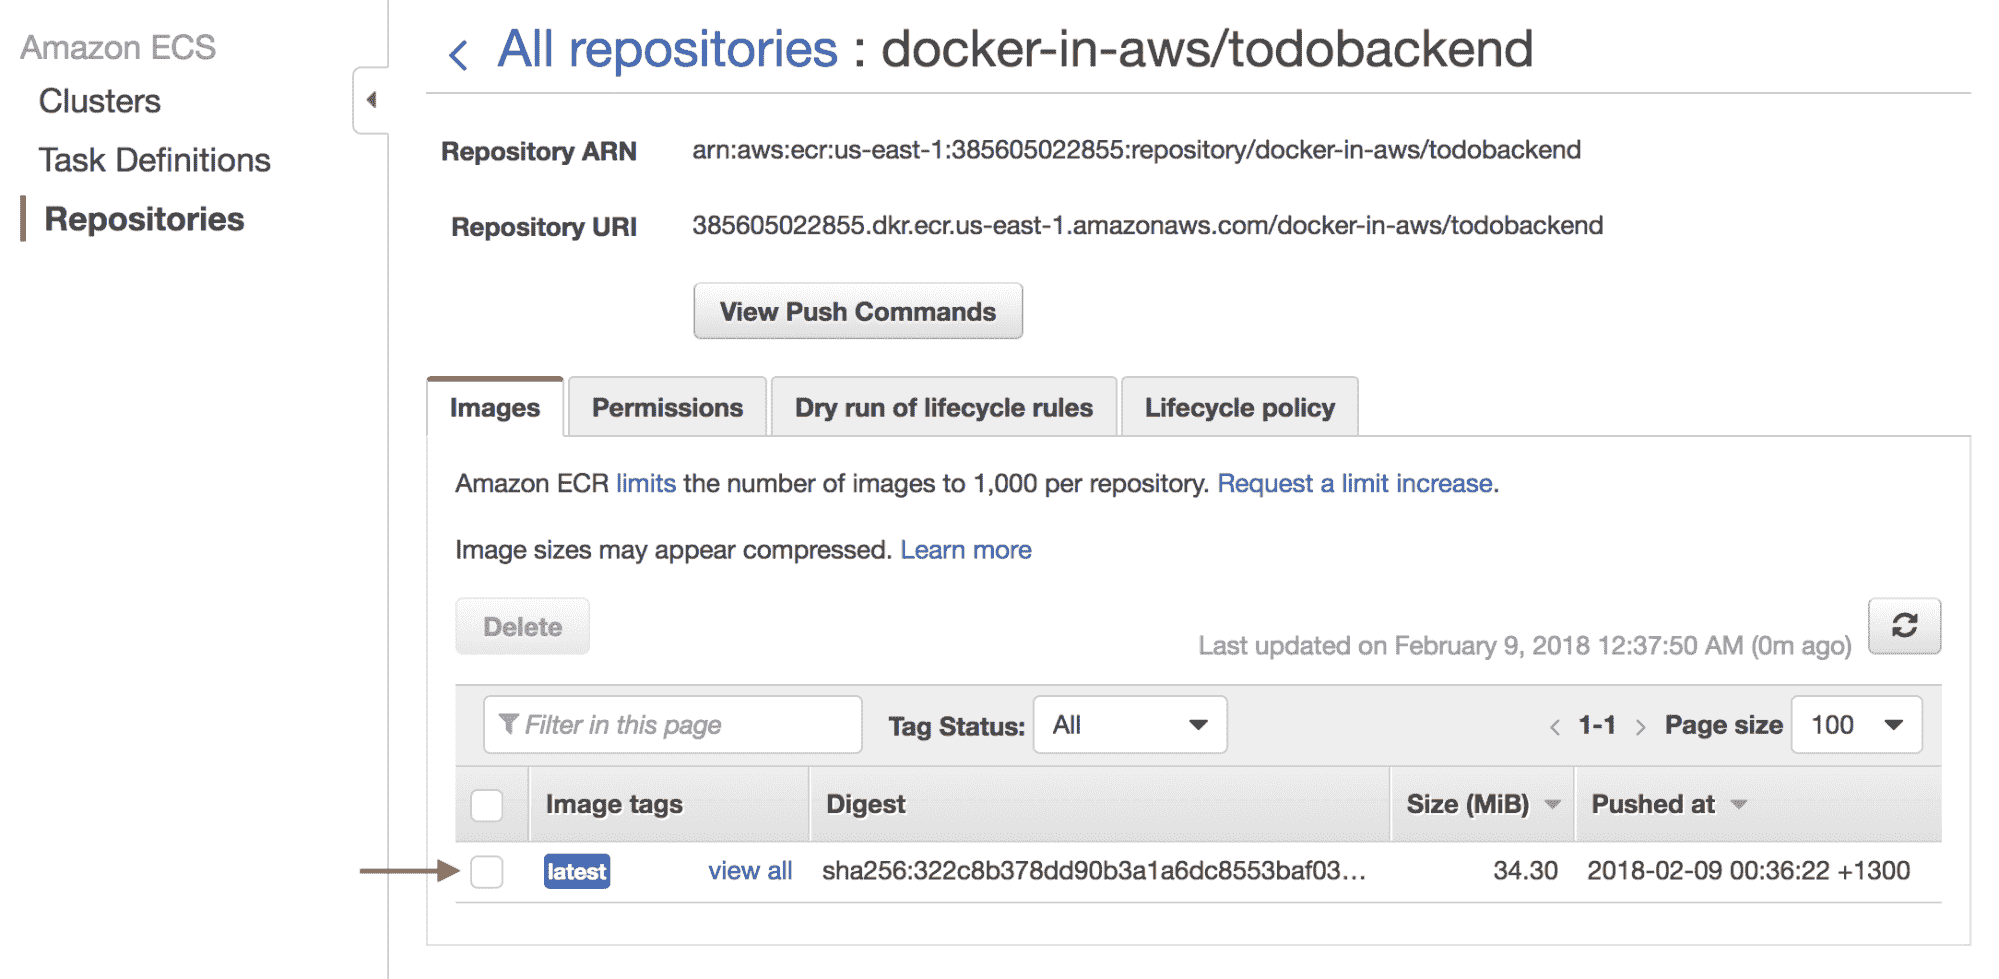 Amazon ECS
Clusters
Task Definitions
Repositories
All repositories : docker-in-aws/todobackend
Repository ARN arn:aws:ecr:us-east-1:385605022855:repository/docker-in-aws/todobackend
Repository URI 385605022855.dkr.ecr.us-east-1.amazonaws.com/docker-in-aws/todobackend
View Push Commands
Images Permissions Dry run of lifecycle rules Lifecycle policy
Amazon ECR limits the number of images to 1,000 per repository. Request a limit increase.
Image sizes may appear compressed. Learn more
Delete
Last updated on February 9, 2018 12:37:50 AM (0m ago)
Filter in this page Tag Status: All 1-1 Page size 100
Image tags Digest Size (MiB) Pushed at
latest view all sha256:322c8b378dd90b3a1a6dc8553baf03... 34.30 2018-02-09 00:36:22 +1300